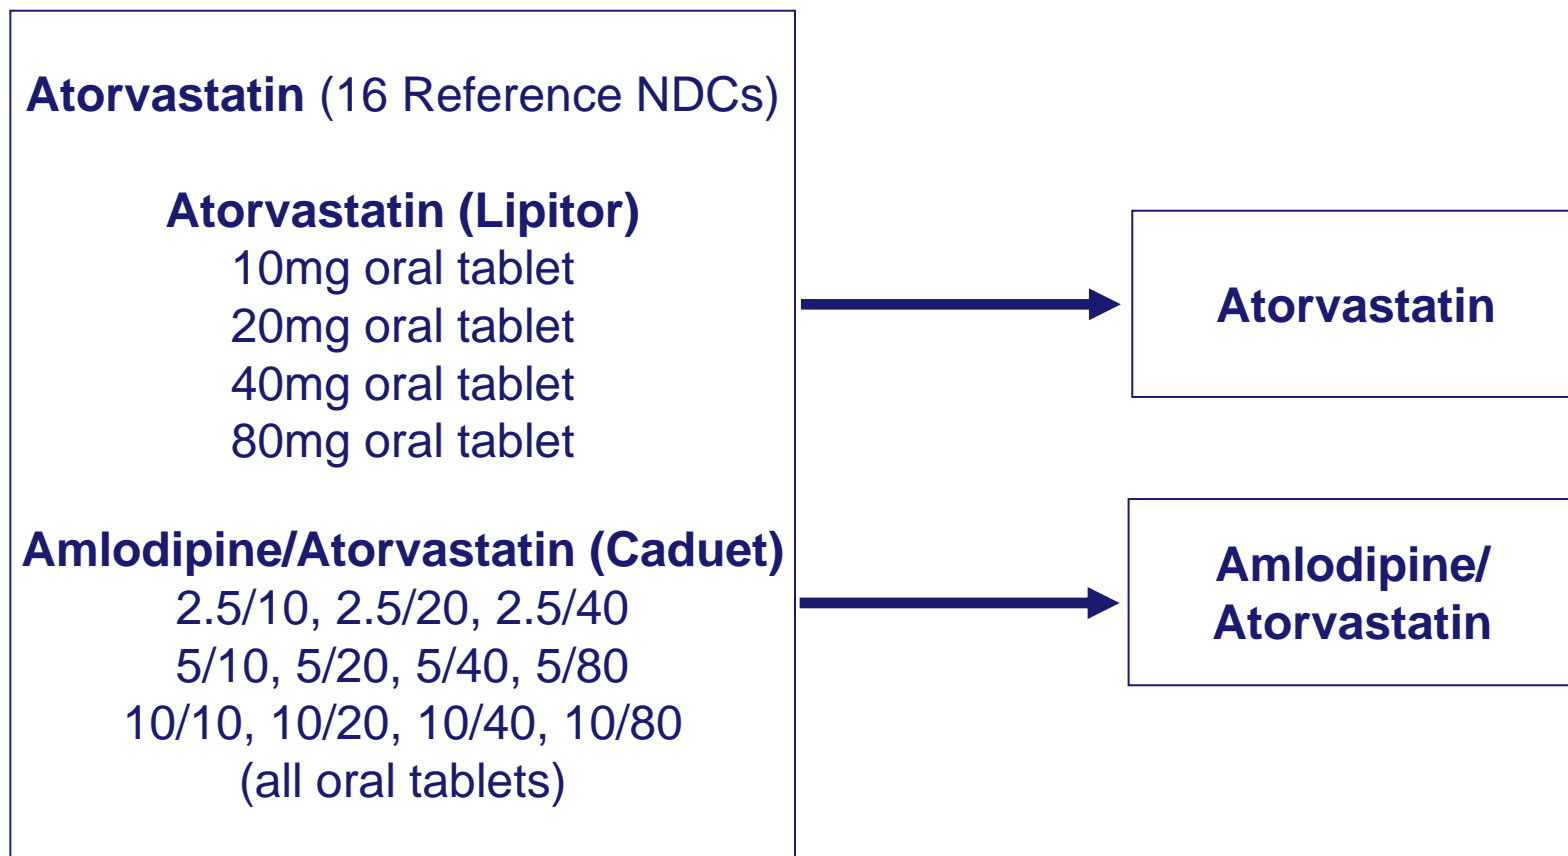 Atorvastatin (16 Reference NDCs)
Atorvastatin (Lipitor)
10mg oral tablet
20mg oral tablet
40mg oral tablet
80mg oral tablet
Amlodipine/Atorvastatin (Caduet)
2.5/10, 2.5/20, 2.5/40
5/10, 5/20, 5/40, 5/80
10/10, 10/20, 10/40, 10/80
(all oral tablets)
Atorvastatin
Amlodipine/
Atorvastatin